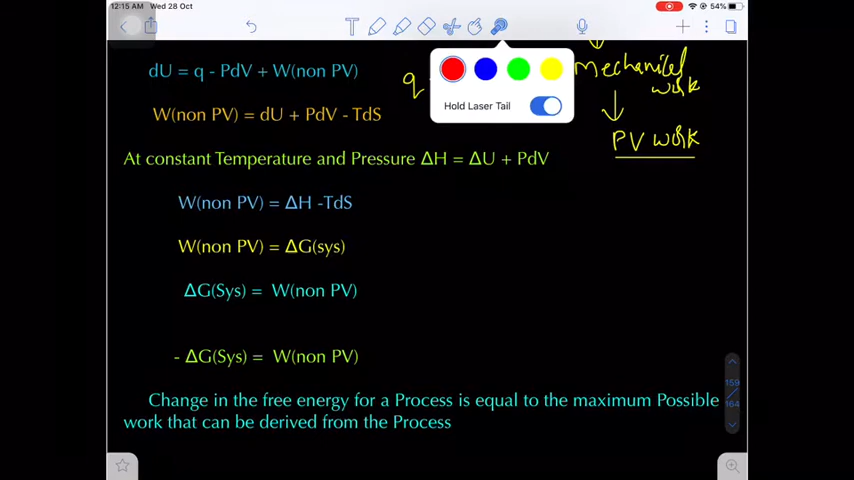 12:15 AM Wed 28 Oct
54%
dU = q - PdV + W(non PV)
q
Mechanical
work
Hold Laser Tail
W(non PV) = dU + PdV - TdS
PV work
At constant Temperature and Pressure ΔH = ΔU + PdV
W(non PV) = ΔH -TdS
W(non PV) = ΔG(sys)
ΔG(Sys) = W(non PV)
- ΔG(Sys) = W(non PV)
159
/
164
Change in the free energy for a Process is equal to the maximum Possible
work that can be derived from the Process